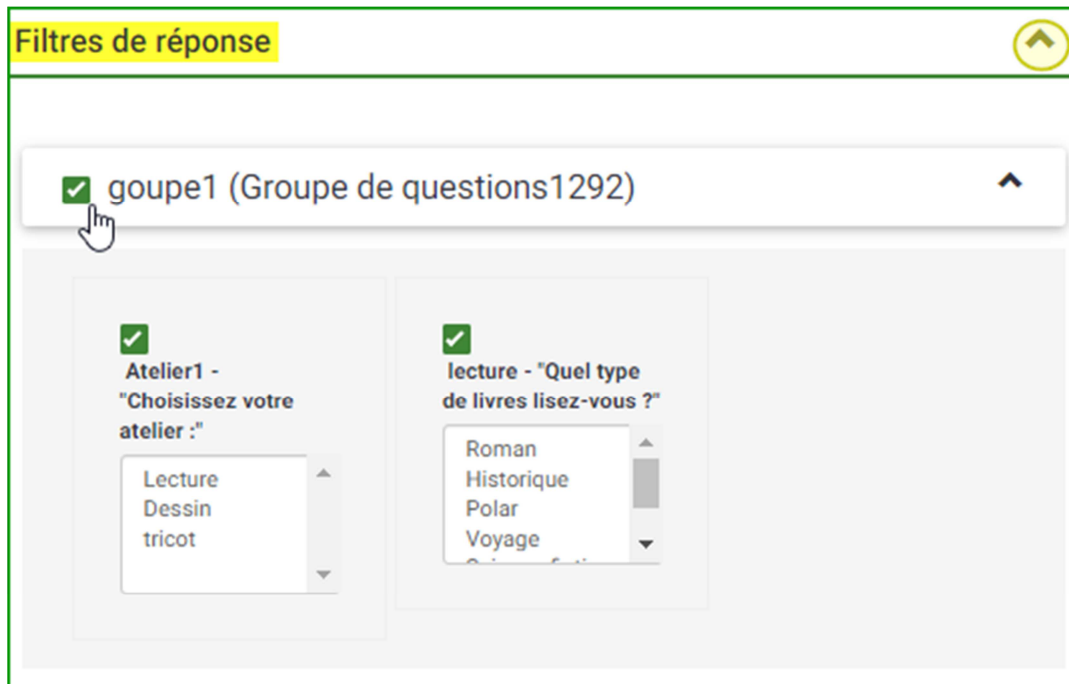 Filtres de réponse
goupe1 (Groupe de questions1292)
Atelier1 -
"Choisissez votre
atelier :"
Lecture
Dessin
tricot
lecture - "Quel type
de livres lisez-vous ?"
Roman
Historique
Polar
Voyage